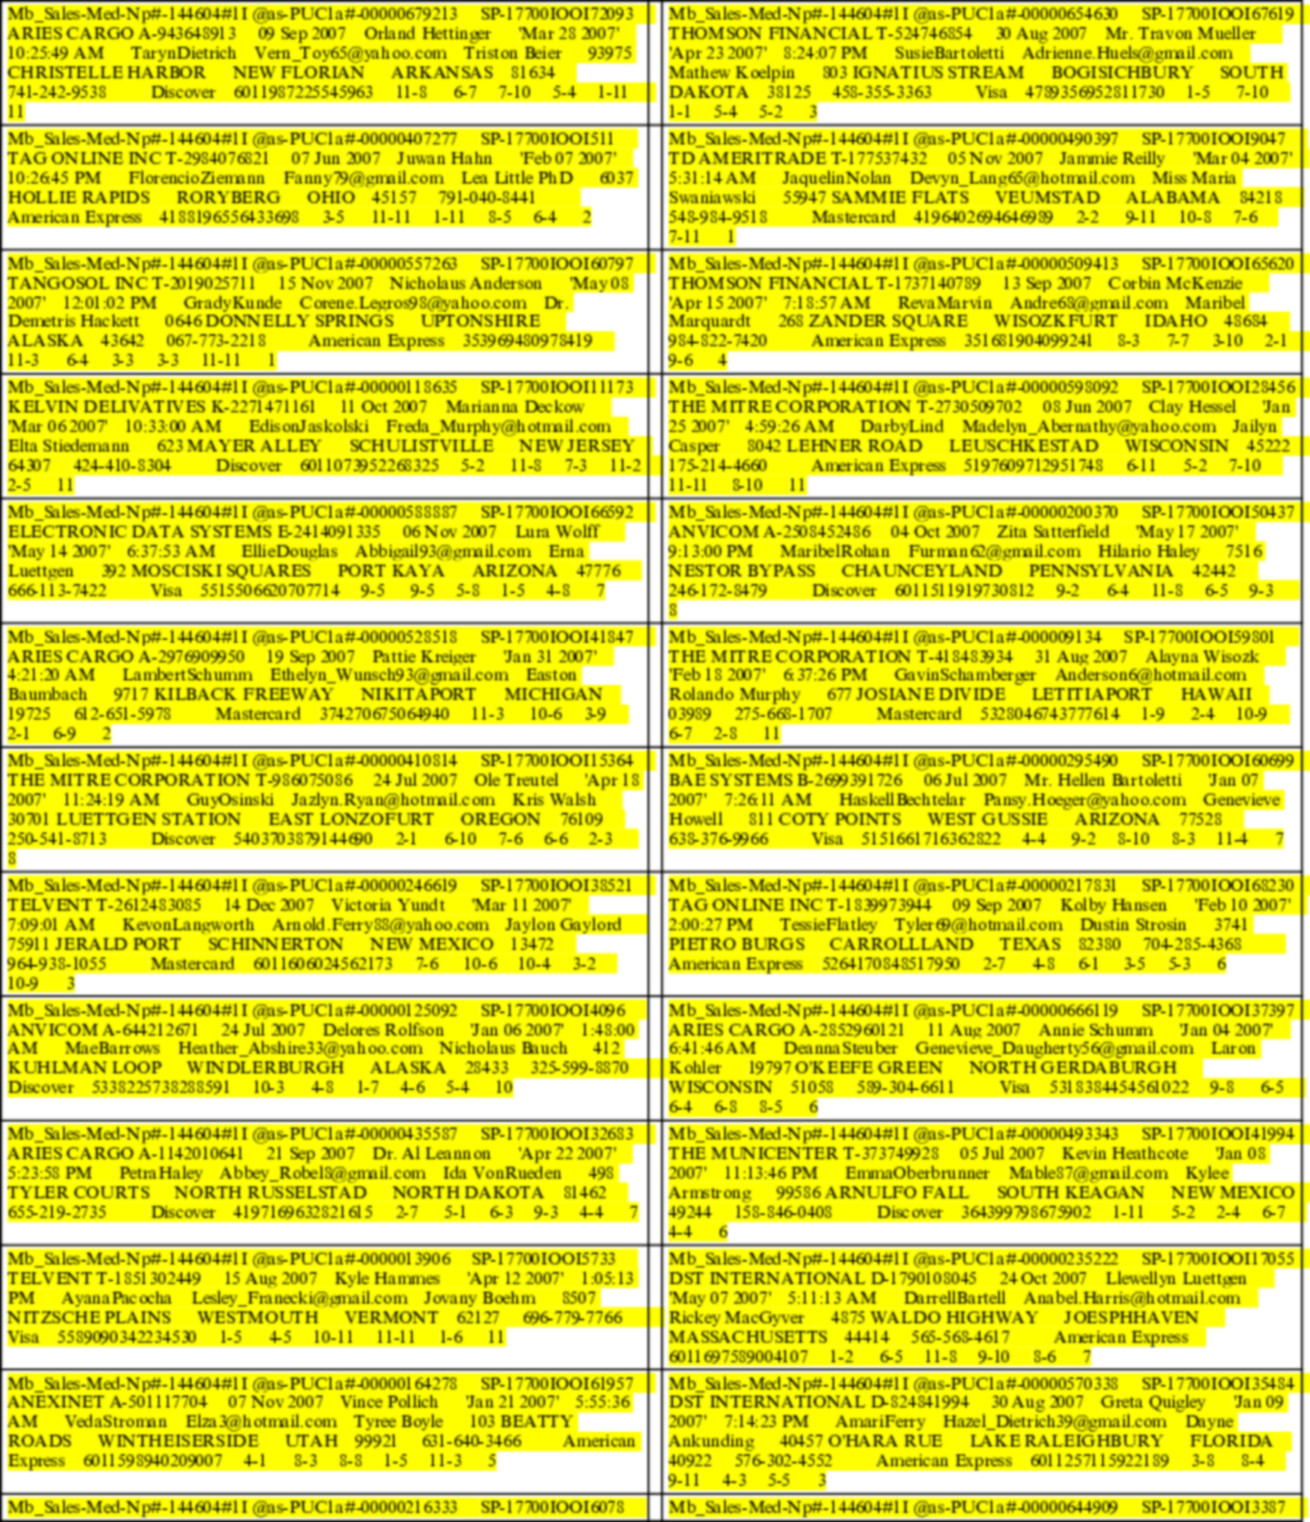 Mb_Sales-Med-Np#-144604#1I @as-PUC1a#-00000679213 SP-17700IOOI72093
ARIES CARGO A-943648913 09 Sep 2007 Orland Hettinger 'Mar 28 2007'
10:25:49 AM TarynDietrich Vern_Toy65@yahoo.com Triston Beier 93975
CHRISTELLE HARBOR NEW FLORIAN ARKANSAS 81634
741-242-9538 Discover 6011987225545963 11-8 6-7 7-10 5-4 1-11
11
Mb_Sales-Med-Np#-144604#1I @as-PUC1a#-00000654630 SP-17700IOOI67619
THOMSON FINANCIAL T-524746854 30 Aug 2007 Mr. Travon Mueller
'Apr 23 2007' 8:24:07 PM SusieBartoletti Adrienne.Huels@gmail.com
Mathew Koelpin 803 IGNATIUS STREAM BOGISICHBURY SOUTH
DAKOTA 38125 458-355-3363 Visa 4789356952811730 1-5 7-10
1-1 5-4 5-2 3
Mb_Sales-Med-Np#-144604#1I @as-PUC1a#-00000407277 SP-17700IOOI511
TAG ONLINE INC T-2984076821 07 Jun 2007 Juwan Hahn 'Feb 07 2007'
10:26:45 PM FlorencioZiemann Fanny79@gmail.com Lea Little PhD 6037
HOLLIE RAPIDS RORYBERG OHIO 45157 791-040-8441
American Express 4188196556433698 3-5 11-11 1-11 8-5 6-4 2
Mb_Sales-Med-Np#-144604#1I @as-PUC1a#-00000490397 SP-17700IOOI9047
TD AMERITRADE T-177537432 05 Nov 2007 Jammie Reilly 'Mar 04 2007'
5:31:14 AM JaquelinNolan Devyn_Lang65@hotmail.com Miss Maria
Swaniawski 55947 SAMMIE FLATS VEUMSTAD ALABAMA 84218
548-984-9518 Mastercard 4196402694646989 2-2 9-11 10-8 7-6
7-11 1
Mb_Sales-Med-Np#-144604#1I @as-PUC1a#-00000557263 SP-17700IOOI60797
TANGOSOL INC T-2019025711 15 Nov 2007 Nicholaus Anderson 'May 08
2007' 12:01:02 PM GradyKunde Corene.Legros98@yahoo.com Dr.
Demetris Hackett 0646 DONNELLY SPRINGS UPTONSHIRE
ALASKA 43642 067-773-2218 American Express 353969480978419
11-3 6-4 3-3 3-3 11-11 1
Mb_Sales-Med-Np#-144604#1I @as-PUC1a#-00000509413 SP-17700IOOI65620
THOMSON FINANCIAL T-1737140789 13 Sep 2007 Corbin McKenzie
'Apr 15 2007' 7:18:57 AM RevaMarvin Andre68@gmail.com Maribel
Marquardt 268 ZANDER SQUARE WISOZKFURT IDAHO 48684
984-822-7420 American Express 351681904099241 8-3 7-7 3-10 2-1
9-6 4
Mb_Sales-Med-Np#-144604#1I @as-PUC1a#-00000118635 SP-17700IOOI11173
KELVIN DELIVATIVES K-2271471161 11 Oct 2007 Marianna Deckow
'Mar 06 2007' 10:33:00 AM EdisonJaskolski Freda_Murphy@hotmail.com
Elta Stiedemann 623 MAYER ALLEY SCHULISTVILLE NEW JERSEY
64307 424-410-8304 Discover 6011073952268325 5-2 11-8 7-3 11-2
2-5 11
Mb_Sales-Med-Np#-144604#1I @as-PUC1a#-00000598092 SP-17700IOOI28456
THE MITRE CORPORATION T-2730509702 08 Jun 2007 Clay Hessel 'Jan
25 2007' 4:59:26 AM DarbyLind Madelyn_Abernathy@yahoo.com Jailyn
Casper 8042 LEHNER ROAD LEUSCHKESTAD WISCONSIN 45222
175-214-4660 American Express 5197609712951748 6-11 5-2 7-10
11-11 8-10 11
Mb_Sales-Med-Np#-144604#1I @as-PUC1a#-00000588887 SP-17700IOOI66592
ELECTRONIC DATA SYSTEMS E-2414091335 06 Nov 2007 Lura Wolff
'May 14 2007' 6:37:53 AM EllieDouglas Abbigail93@gmail.com Erna
Luettgen 392 MOSCISKI SQUARES PORT KAYA ARIZONA 47776
666-113-7422 Visa 5515506620707714 9-5 9-5 5-8 1-5 4-8 7
Mb_Sales-Med-Np#-144604#1I @as-PUC1a#-00000200370 SP-17700IOOI50437
ANVICOM A-2508452486 04 Oct 2007 Zita Satterfield 'May 17 2007'
9:13:00 PM MaribelRohan Furman62@gmail.com Hilario Haley 7516
NESTOR BYPASS CHAUNCEYLAND PENNSYLVANIA 42442
246-172-8479 Discover 6011511919730812 9-2 6-4 11-8 6-5 9-3
8
Mb_Sales-Med-Np#-144604#1I @as-PUC1a#-00000528518 SP-17700IOOI41847
ARIES CARGO A-2976909950 19 Sep 2007 Pattie Kreiger 'Jan 31 2007'
4:21:20 AM LambertSchumm Ethelyn_Wunsch93@gmail.com Easton
Baumbach 9717 KILBACK FREEWAY NIKITAPORT MICHIGAN
19725 612-651-5978 Mastercard 374270675064940 11-3 10-6 3-9
2-1 6-9 2
Mb_Sales-Med-Np#-144604#1I @as-PUC1a#-000009134 SP-17700IOOI59801
THE MITRE CORPORATION T-418483934 31 Aug 2007 Alayna Wisozk
'Feb 18 2007' 6:37:26 PM GavinSchamberger Anderson6@hotmail.com
Rolando Murphy 677 JOSIANE DIVIDE LETITIAPORT HAWAII
03989 275-668-1707 Mastercard 5328046743777614 1-9 2-4 10-9
6-7 2-8 11
Mb_Sales-Med-Np#-144604#1I @as-PUC1a#-00000410814 SP-17700IOOI15364
THE MITRE CORPORATION T-986075086 24 Jul 2007 Ole Treutel 'Apr 18
2007' 11:24:19 AM GuyOsinski Jazlyn.Ryan@hotmail.com Kris Walsh
30701 LUETTGEN STATION EAST LONZOFURT OREGON 76109
250-541-8713 Discover 5403703879144690 2-1 6-10 7-6 6-6 2-3
8
Mb_Sales-Med-Np#-144604#1I @as-PUC1a#-00000295490 SP-17700IOOI60699
BAE SYSTEMS B-2699391726 06 Jul 2007 Mr. Hellen Bartoletti 'Jan 07
2007' 7:26:11 AM HaskellBechtelar Pansy.Hoeger@yahoo.com Genevieve
Howell 811 COTY POINTS WEST GUSSIE ARIZONA 77528
638-376-9966 Visa 5151661716362822 4-4 9-2 8-10 8-3 11-4 7
Mb_Sales-Med-Np#-144604#1I @as-PUC1a#-00000246619 SP-17700IOOI38521
TELVENT T-2612483085 14 Dec 2007 Victoria Yundt 'Mar 11 2007'
7:09:01 AM KevonLangworth Arnold.Ferry88@yahoo.com Jaylon Gaylord
75911 JERALD PORT SCHINNERTON NEW MEXICO 13472
964-938-1055 Mastercard 6011606024562173 7-6 10-6 10-4 3-2
10-9 3
Mb_Sales-Med-Np#-144604#1I @as-PUC1a#-00000217831 SP-17700IOOI68230
TAG ONLINE INC T-1839973944 09 Sep 2007 Kolby Hansen 'Feb 10 2007'
2:00:27 PM TessieFlatley Tyler69@hotmail.com Dustin Strosin 3741
PIETRO BURGS CARROLLLAND TEXAS 82380 704-285-4368
American Express 5264170848517950 2-7 4-8 6-1 3-5 5-3 6
Mb_Sales-Med-Np#-144604#1I @as-PUC1a#-00000125092 SP-17700IOOI4096
ANVICOM A-644212671 24 Jul 2007 Delores Rolfson 'Jan 06 2007' 1:48:00
AM MaeBarrows Heather_Abshire33@yahoo.com Nicholaus Bauch 412
KUHLMAN LOOP WINDLERBURGH ALASKA 28433 325-599-8870
Discover 5338225738288591 10-3 4-8 1-7 4-6 5-4 10
Mb_Sales-Med-Np#-144604#1I @as-PUC1a#-00000666119 SP-17700IOOI37397
ARIES CARGO A-2852960121 11 Aug 2007 Annie Schumm 'Jan 04 2007'
6:41:46 AM DeannaSteuber Genevieve_Daugherty56@gmail.com Laron
Kohler 19797 O'KEEFE GREEN NORTH GERDABURGH
WISCONSIN 51058 589-304-6611 Visa 5318384454561022 9-8 6-5
6-4 6-8 8-5 6
Mb_Sales-Med-Np#-144604#1I @as-PUC1a#-00000435587 SP-17700IOOI32683
ARIES CARGO A-1142010641 21 Sep 2007 Dr. Al Leannon 'Apr 22 2007'
5:23:58 PM PetraHaley Abbey_Robel8@gmail.com Ida VonRueden 498
TYLER COURTS NORTH RUSSELSTAD NORTH DAKOTA 81462
655-219-2735 Discover 4197169632821615 2-7 5-1 6-3 9-3 4-4 7
Mb_Sales-Med-Np#-144604#1I @as-PUC1a#-00000493343 SP-17700IOOI41994
THE MUNICENTER T-373749928 05 Jul 2007 Kevin Heathcote 'Jan 08
2007' 11:13:46 PM EmmaOberbrunner Mable87@gmail.com Kylee
Armstrong 99586 ARNULFO FALL SOUTH KEAGAN NEW MEXICO
49244 158-846-0408 Discover 364399798675902 1-11 5-2 2-4 6-7
4-4 6
Mb_Sales-Med-Np#-144604#1I @as-PUC1a#-0000013906 SP-17700IOOI5733
TELVENT T-1851302449 15 Aug 2007 Kyle Hammes 'Apr 12 2007' 1:05:13
PM AyanaPacocha Lesley_Franecki@gmail.com Jovany Boehm 8507
NITZSCHE PLAINS WESTMOUTH VERMONT 62127 696-779-7766
Visa 5589090342234530 1-5 4-5 10-11 11-11 1-6 11
Mb_Sales-Med-Np#-144604#1I @as-PUC1a#-00000235222 SP-17700IOOI17055
DST INTERNATIONAL D-1790108045 24 Oct 2007 Llewellyn Luettgen
'May 07 2007' 5:11:13 AM DarrellBartell Anabel.Harris@hotmail.com
Rickey MacGyver 4875 WALDO HIGHWAY JOESPHHAVEN
MASSACHUSETTS 44414 565-568-4617 American Express
6011697589004107 1-2 6-5 11-8 9-10 8-6 7
Mb_Sales-Med-Np#-144604#1I @as-PUC1a#-00000164278 SP-17700IOOI61957
ANEXINET A-501117704 07 Nov 2007 Vince Pollich 'Jan 21 2007' 5:55:36
AM VedaStroman Elza3@hotmail.com Tyree Boyle 103 BEATTY
ROADS WINTHEISERSIDE UTAH 99921 631-640-3466 American
Express 6011598940209007 4-1 8-3 8-8 1-5 11-3 5
Mb_Sales-Med-Np#-144604#1I @as-PUC1a#-00000570338 SP-17700IOOI35484
DST INTERNATIONAL D-824841994 30 Aug 2007 Greta Quigley 'Jan 09
2007' 7:14:23 PM AmariFerry Hazel_Dietrich39@gmail.com Dayne
Ankunding 40457 O'HARA RUE LAKE RALEIGHBURY FLORIDA
40922 576-302-4552 American Express 6011257115922189 3-8 8-4
9-11 4-3 5-5 3
Mb_Sales-Med-Np#-144604#1I @as-PUC1a#-00000216333 SP-17700IOOI6078
Mb_Sales-Med-Np#-144604#1I @as-PUC1a#-00000644909 SP-17700IOOI3387